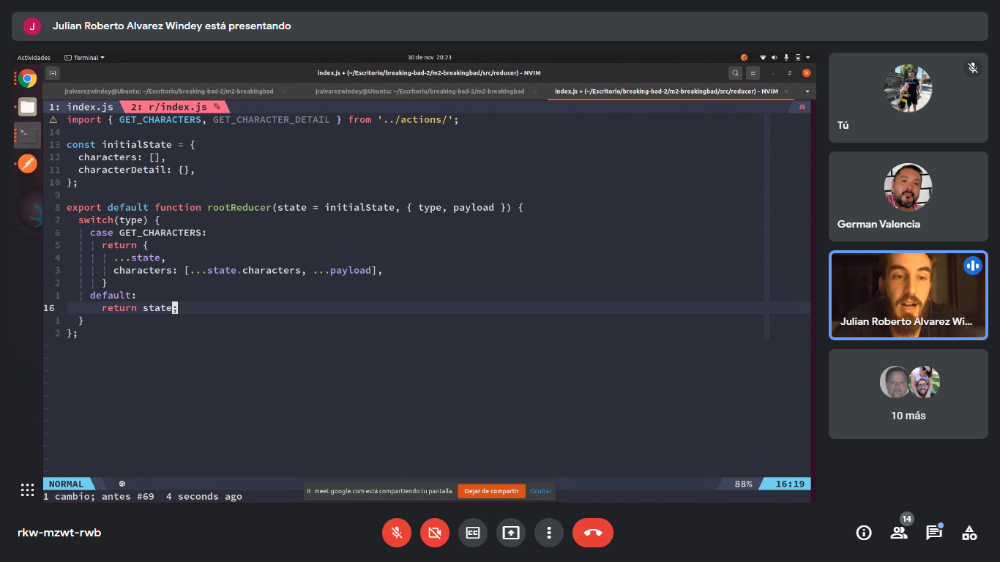 J
Julian Roberto Alvarez Windey está presentando
Actividades
Terminal
30 de nov 20:23
index.js + (~/Escritorio/breaking-bad-2/m2-breakingbad/src/reducer) - NVIM
jralvarezwindey@Ubuntu: ~/Escritorio/breaking-bad-2/m2-breakingbad
jralvarezwindey@Ubuntu: ~/Escritorio/breaking-bad-2/m2-breakingbad
index.js + (~/Escritorio/breaking-bad-2/m2-breakingbad/src/reducer) - NVIM
1: index.js 2: r/index.js JS
import { GET_CHARACTERS, GET_CHARACTER_DETAIL } from '../actions/';
14
13 const initialState = {
12 characters: [],
11 characterDetail: {},
10 };
9
8 export default function rootReducer(state = initialState, { type, payload }) {
7 switch(type) {
6 case GET_CHARACTERS:
5 return {
4 ...state,
3 characters: [...state.characters, ...payload],
2 }
1 default:
16 return state;
1 }
2 };
NORMAL 88% 16:19
1 cambio; antes #69 4 seconds ago
meet.google.com está compartiendo tu pantalla. Dejar de compartir Ocultar
Tú
German Valencia
Julian Roberto Alvarez Wi...
10 más
rkw-mzwt-rwb
14